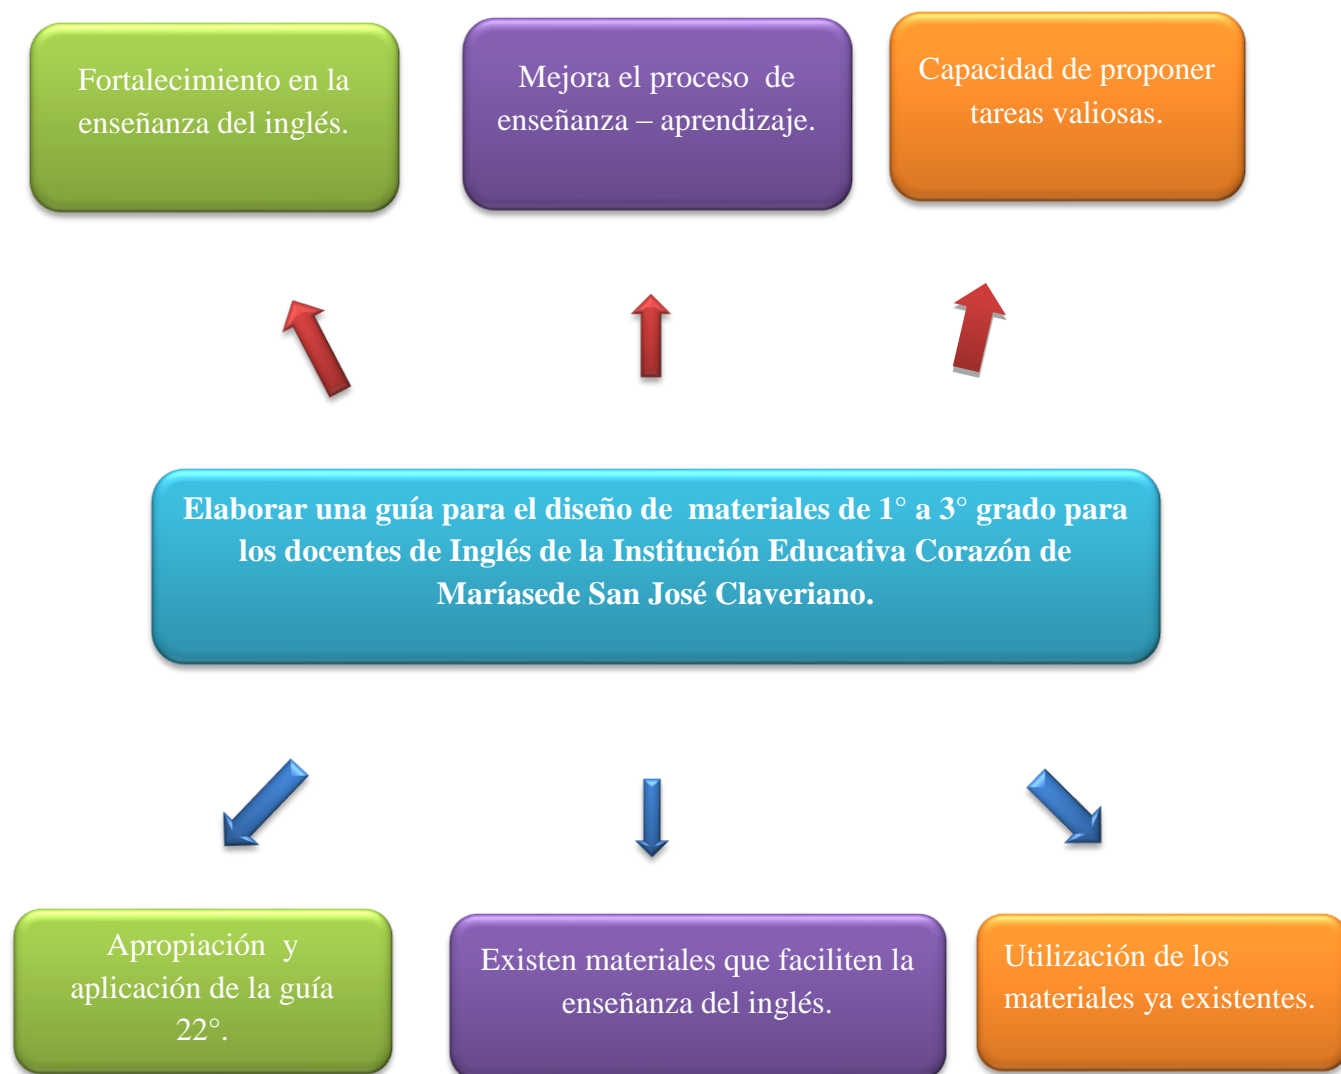 Fortalecimiento en la
enseñanza del inglés.
Mejora el proceso  de
enseñanza – aprendizaje.
Capacidad de proponer
tareas valiosas.
Elaborar una guía para el diseño de  materiales de 1° a 3° grado para
los docentes de Inglés de la Institución Educativa Corazón de
Maríasede San José Claveriano.
Apropiación  y
aplicación de la guía
22°.
Existen materiales que faciliten la
enseñanza del inglés.
Utilización de los
materiales ya existentes.